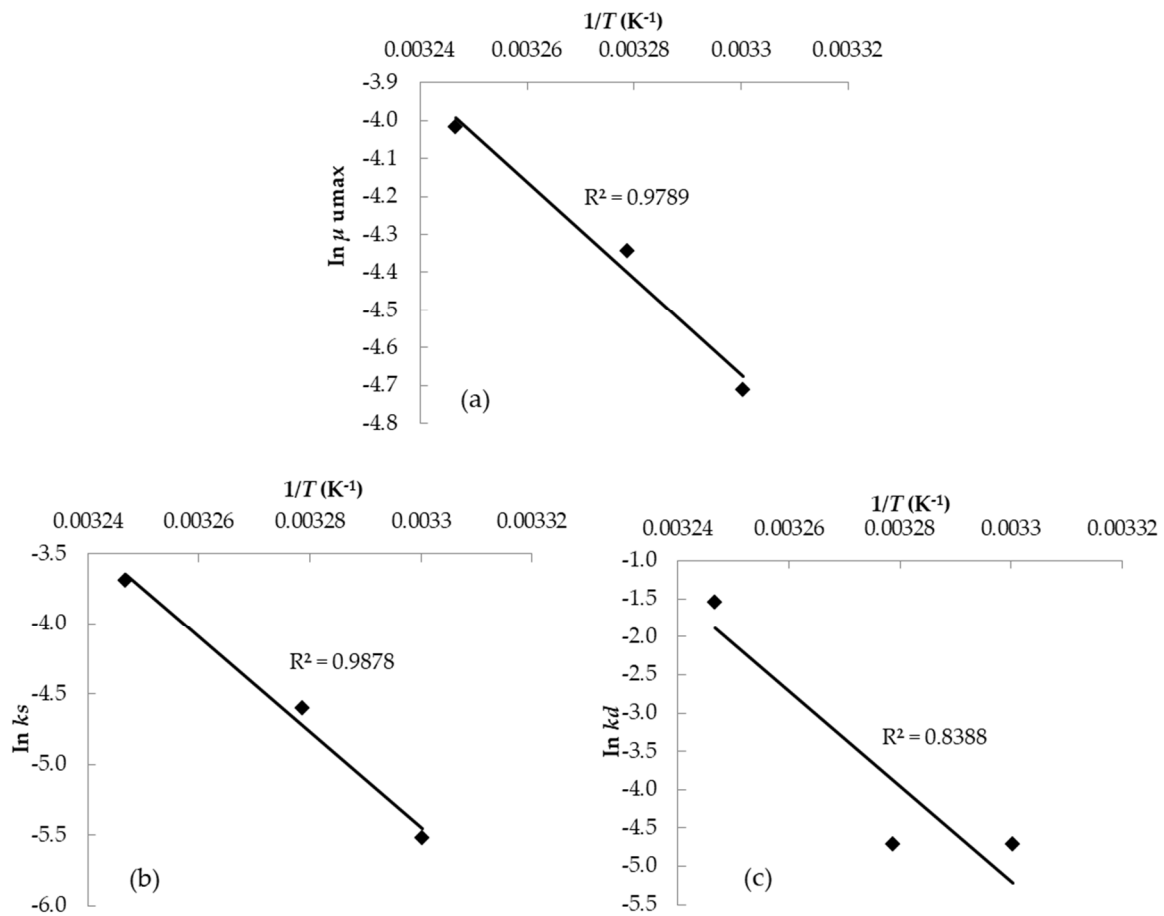 1/T (K-1)
0.00324 0.00326 0.00328 0.0033 0.00332
-3.9
-4.0
-4.1
-4.2
-4.3
-4.4
-4.5
-4.6
-4.7
-4.8
In μ umax
R² = 0.9789
(a)
1/T (K-1)
0.00324 0.00326 0.00328 0.0033 0.00332
-3.5
-4.0
-4.5
-5.0
-5.5
-6.0
In ks
R² = 0.9878
(b)
1/T (K-1)
0.00324 0.00326 0.00328 0.0033 0.00332
-1.0
-1.5
-2.0
-2.5
-3.0
-3.5
-4.0
-4.5
-5.0
-5.5
In kd
R² = 0.8388
(c)